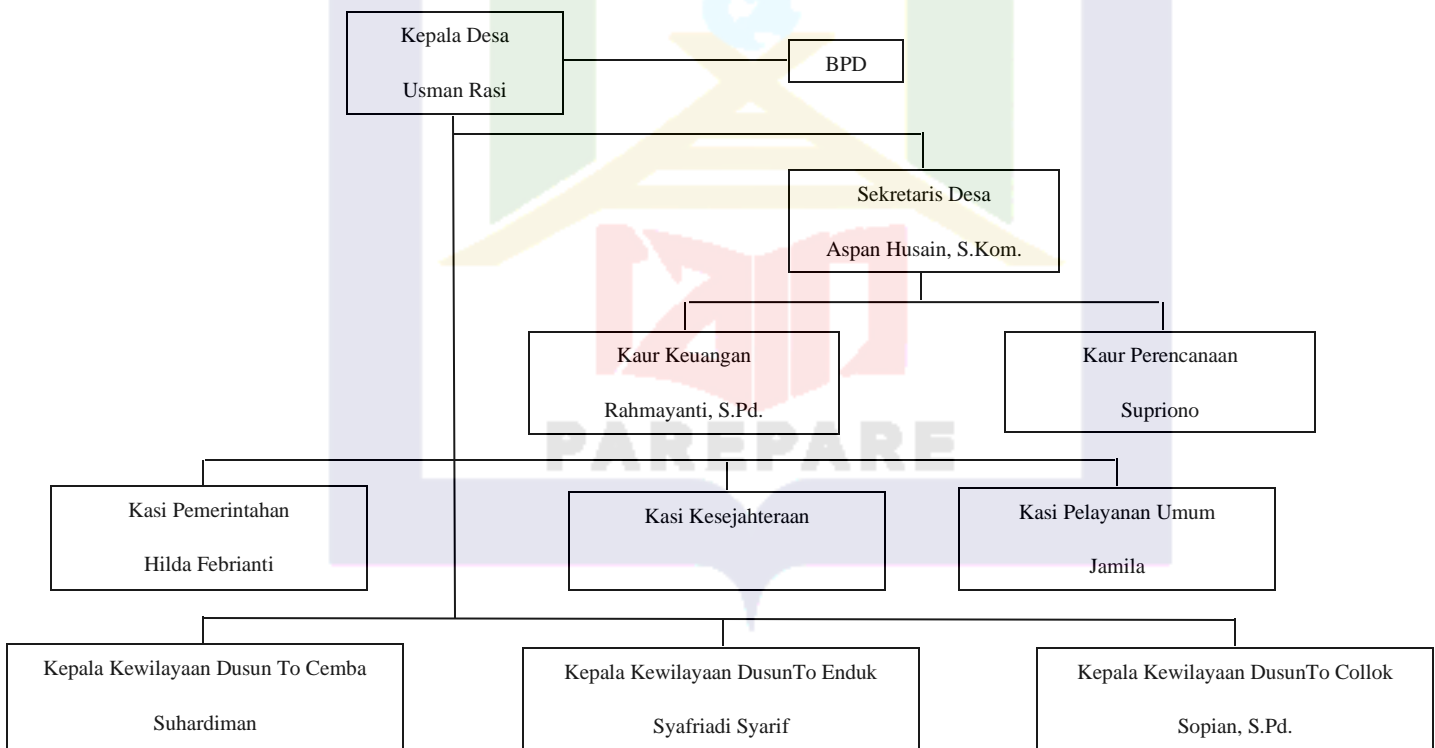 Kepala Desa
Usman Rasi
BPD
Sekretaris Desa
Aspan Husain, S.Kom.
Kaur Keuangan
Rahmayanti, S.Pd.
Kaur Perencanaan
Supriono
PAREPARE
Kasi Pemerintahan
Hilda Febrianti
Kasi Kesejahteraan
Kasi Pelayanan Umum
Jamila
Kepala Kewilayaan Dusun To Cemba
Suhardiman
Kepala Kewilayaan DusunTo Enduk
Syafriadi Syarif
Kepala Kewilayaan DusunTo Collok
Sopian, S.Pd.